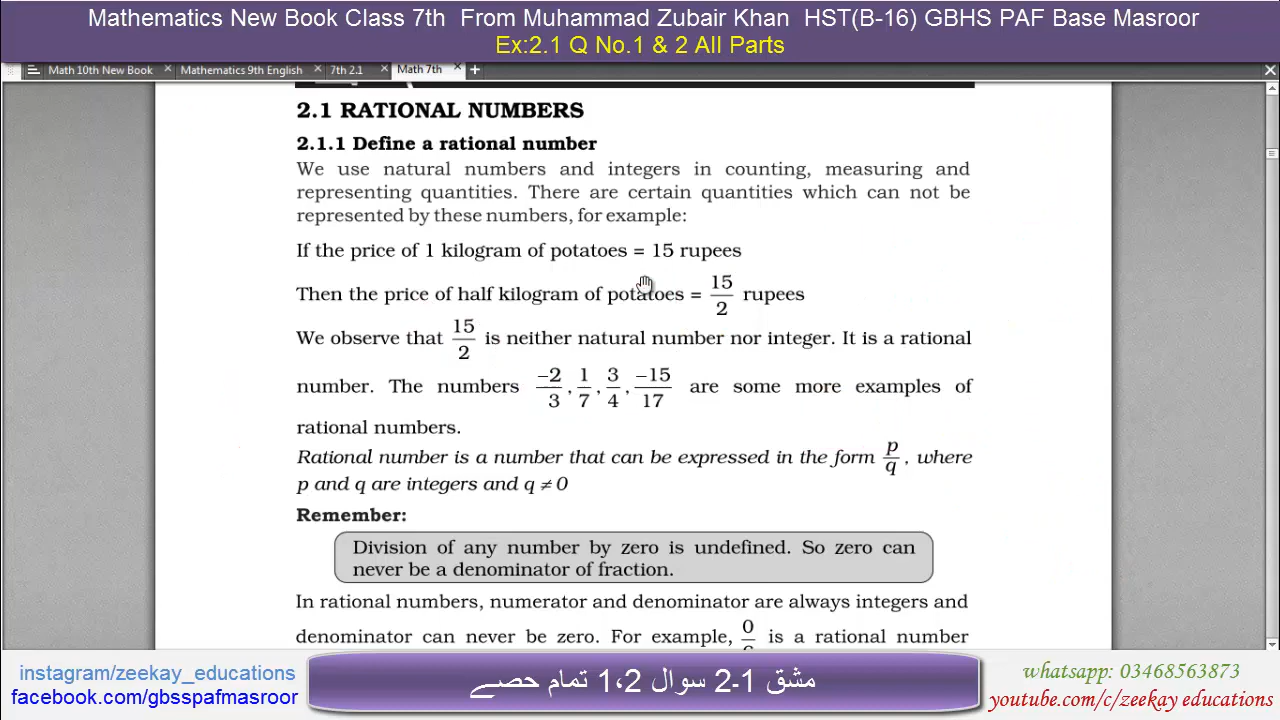 Mathematics New Book Class 7th From Muhammad Zubair Khan HST(B-16) GBHS PAF Base Masroor
Ex:2.1 Q No.1 & 2 All Parts
Math 10th New Book × Mathematics 9th English × 7th 2.1 × Math 7th × +
2.1 RATIONAL NUMBERS
2.1.1 Define a rational number
We use natural numbers and integers in counting, measuring and
representing quantities. There are certain quantities which can not be
represented by these numbers, for example:
If the price of 1 kilogram of potatoes = 15 rupees
Then the price of half kilogram of potatoes = 15/2 rupees
We observe that 15/2 is neither natural number nor integer. It is a rational
number. The numbers −2/3, 1/7, 3/4, −15/17 are some more examples of
rational numbers.
Rational number is a number that can be expressed in the form p/q, where
p and q are integers and q ≠ 0
Remember:
Division of any number by zero is undefined. So zero can
never be a denominator of fraction.
In rational numbers, numerator and denominator are always integers and
denominator can never be zero. For example, 0/ is a rational number
instagram/zeekay_educations
facebook.com/gbsspafmasroor
مشق 1-2 سوال 1،2 تمام حصے
whatsapp: 03468563873
youtube.com/c/zeekay educations